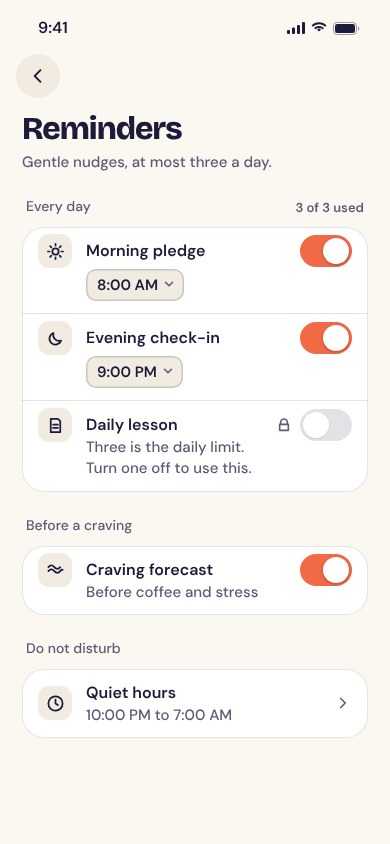 9:41
Reminders
Gentle nudges, at most three a day.
Every day
3 of 3 used
Morning pledge
8:00 AM
Evening check-in
9:00 PM
Daily lesson
Three is the daily limit.
Turn one off to use this.
Before a craving
Craving forecast
Before coffee and stress
Do not disturb
Quiet hours
10:00 PM to 7:00 AM